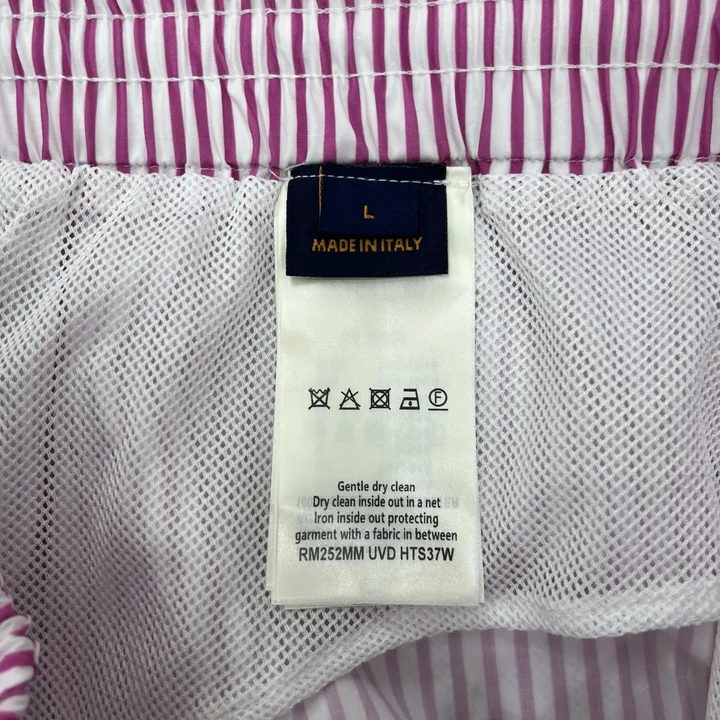 L
MADE IN ITALY
F
Gentle dry clean
Dry clean inside out in a net
Iron inside out protecting
garment with a fabric in between
RM252MM UVD HTS37W